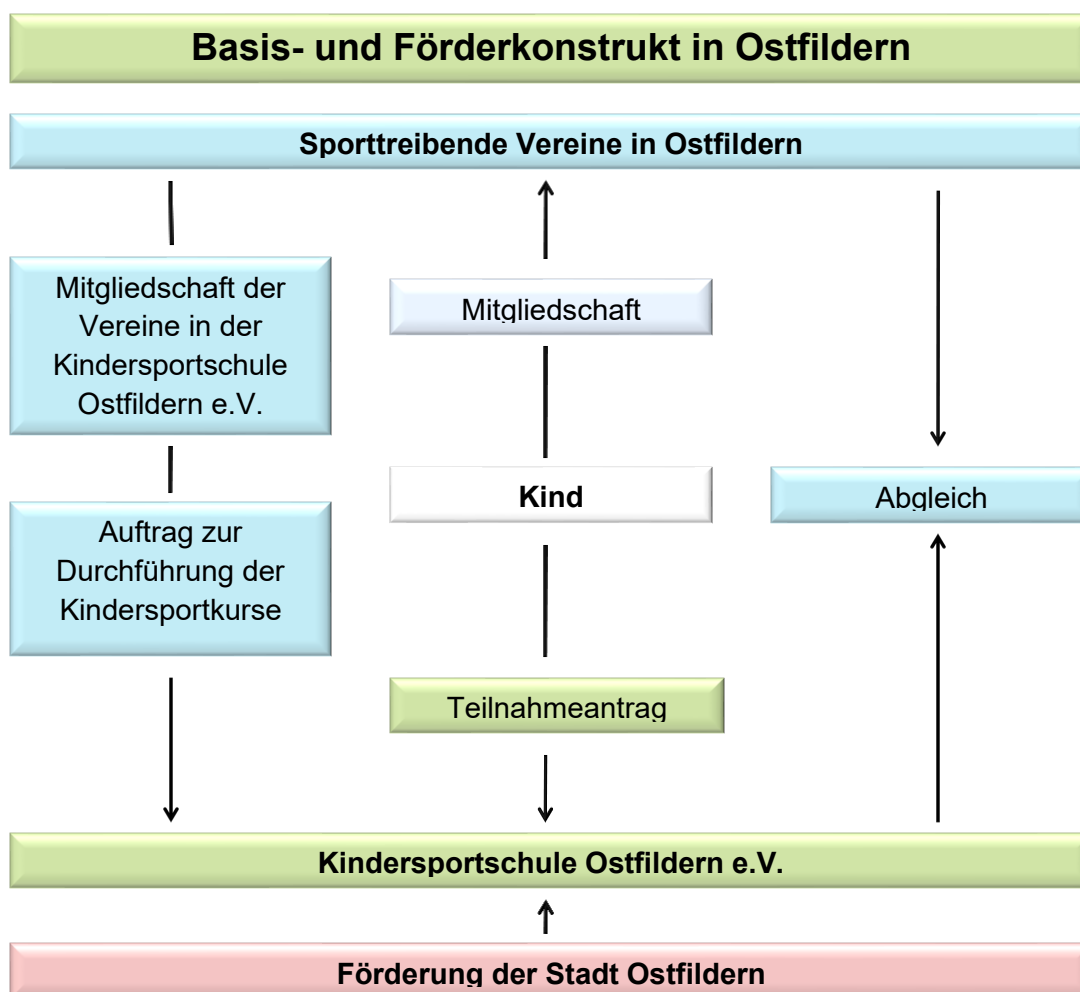 Basis- und Förderkonstrukt in Ostfildern
Sporttreibende Vereine in Ostfildern
Mitgliedschaft der
Vereine in der
Kindersportschule
Ostfildern e.V.
Auftrag zur
Durchführung der
Kindersportkurse
Mitgliedschaft
Kind
Teilnahmeantrag
Abgleich
Kindersportschule Ostfildern e.V.
Förderung der Stadt Ostfildern